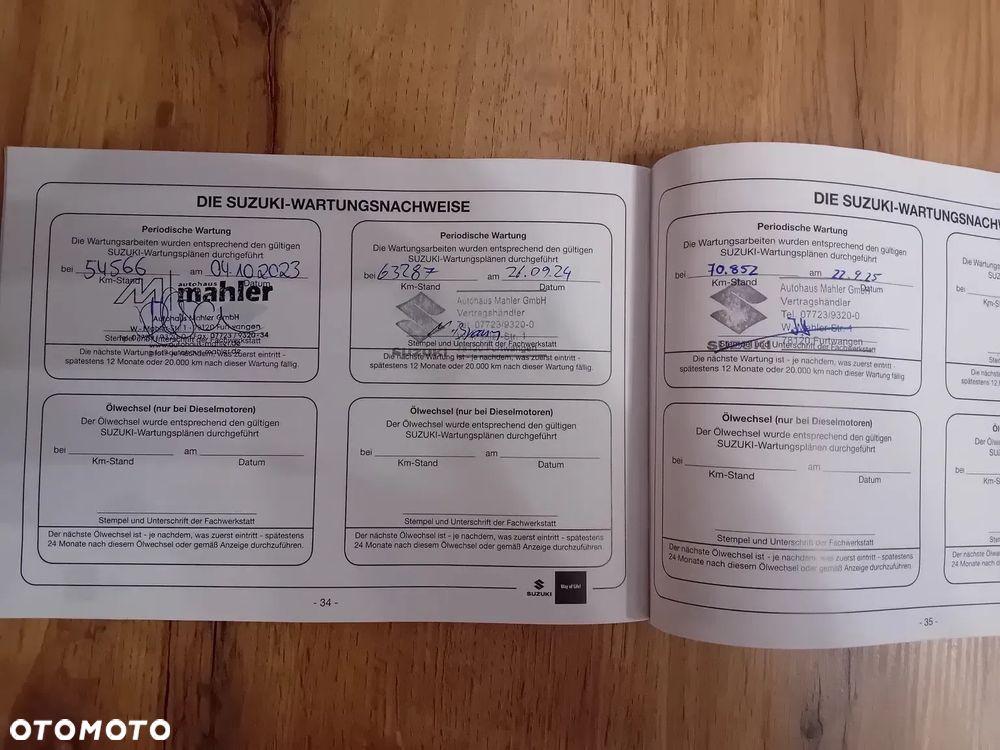 DIE SUZUKI-WARTUNGSNACHWEISE
Periodische Wartung
Die Wartungsarbeiten wurden entsprechend den gültigen
SUZUKI-Wartungsplänen durchgeführt
bei 54566 am 04.10.2023
Km-Stand Datum
autohaus
mahler
Autohaus Mahler GmbH
Stempel und Unterschrift der Fachwerkstatt
Die nächste Wartung ist - je nachdem, was zuerst eintritt -
spätestens 12 Monate oder 20.000 km nach dieser Wartung fällig.
Periodische Wartung
Die Wartungsarbeiten wurden entsprechend den gültigen
SUZUKI-Wartungsplänen durchgeführt
bei 63287 am 26.09.24
Km-Stand Datum
Autohaus Mahler GmbH
Vertragshändler
Tel. 07723/9320-0
SUZUKI
Stempel und Unterschrift der Fachwerkstatt
Die nächste Wartung ist - je nachdem, was zuerst eintritt -
spätestens 12 Monate oder 20.000 km nach dieser Wartung fällig.
Ölwechsel (nur bei Dieselmotoren)
Der Ölwechsel wurde entsprechend den gültigen
SUZUKI-Wartungsplänen durchgeführt
bei am
Km-Stand Datum
Stempel und Unterschrift der Fachwerkstatt
Der nächste Ölwechsel ist - je nachdem, was zuerst eintritt - spätestens
24 Monate nach diesem Ölwechsel oder gemäß Anzeige durchzuführen.
Ölwechsel (nur bei Dieselmotoren)
Der Ölwechsel wurde entsprechend den gültigen
SUZUKI-Wartungsplänen durchgeführt
bei am
Km-Stand Datum
Stempel und Unterschrift der Fachwerkstatt
Der nächste Ölwechsel ist - je nachdem, was zuerst eintritt - spätestens
24 Monate nach diesem Ölwechsel oder gemäß Anzeige durchzuführen.
SUZUKI
Way of Life!
- 34 -
DIE SUZUKI-WARTUNGSNACHW
Periodische Wartung
Die Wartungsarbeiten wurden entsprechend den gültigen
SUZUKI-Wartungsplänen durchgeführt
bei 70.852 am 22.9.25
Km-Stand Datum
Autohaus Mahler GmbH
Vertragshändler
Tel. 07723/9320-0
W. Mahler-Str. 1
78120 Furtwangen
Stempel und Unterschrift der Fachwerkstatt
Die nächste Wartung ist - je nachdem, was zuerst eintritt -
spätestens 12 Monate oder 20.000 km nach dieser Wartung fällig
Ölwechsel (nur bei Dieselmotoren)
Der Ölwechsel wurde entsprechend den gültigen
SUZUKI-Wartungsplänen durchgeführt
bei am
Km-Stand Datum
Stempel und Unterschrift der Fachwerkstatt
Der nächste Ölwechsel ist - je nachdem, was zuerst eintritt - spätestens
24 Monate nach diesem Ölwechsel oder gemäß Anzeige durchzuführen.
- 35 -
OTOMOTO